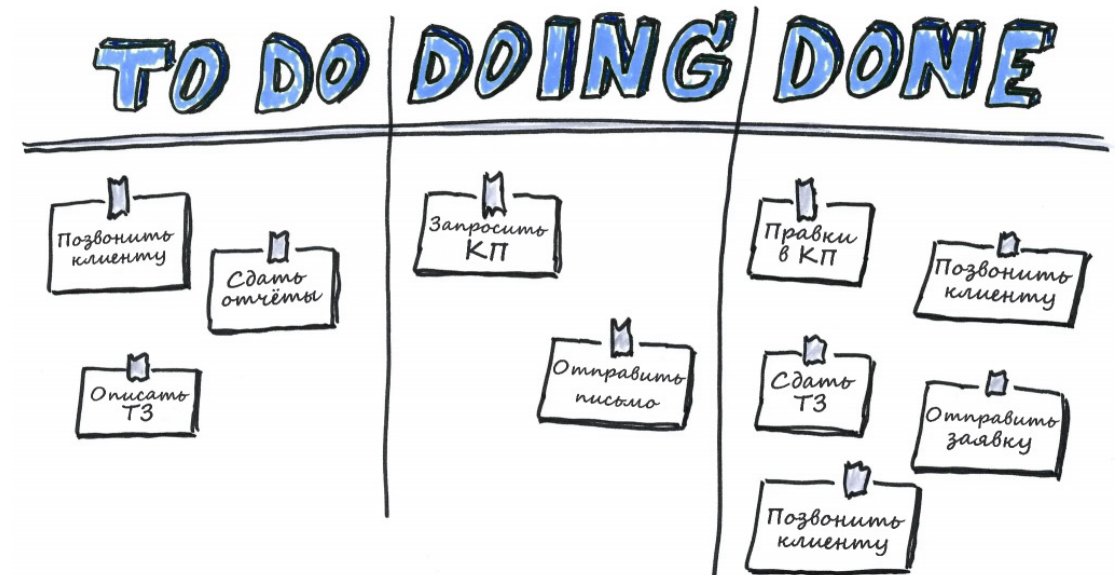 TO DO
DOING
DONE
Позвонить
клиенту
Сдать
отчёты
Описать
ТЗ
Запросить
КП
Отправить
письмо
Правки
в КП
Позвонить
клиенту
Сдать
ТЗ
Отправить
заявку
Позвонить
клиенту